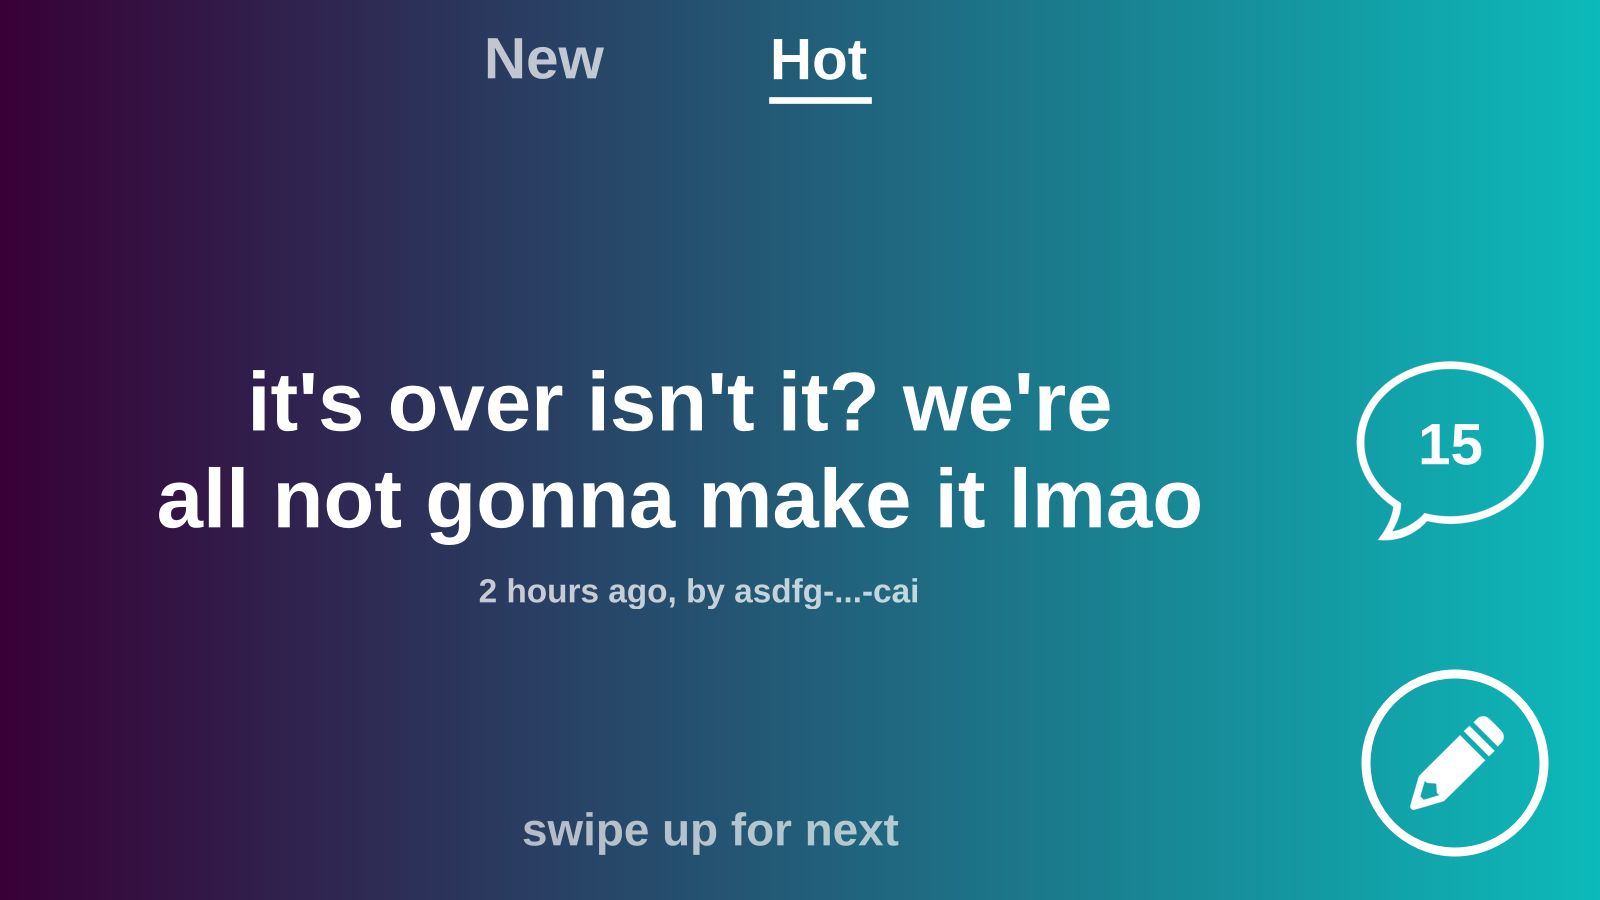 New Hot
it's over isn't it? we're
all not gonna make it lmao
15
2 hours ago, by asdfg-...-cai
swipe up for next